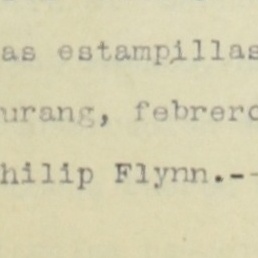 as estampillas
urang, febrero
hilip Flynn.--